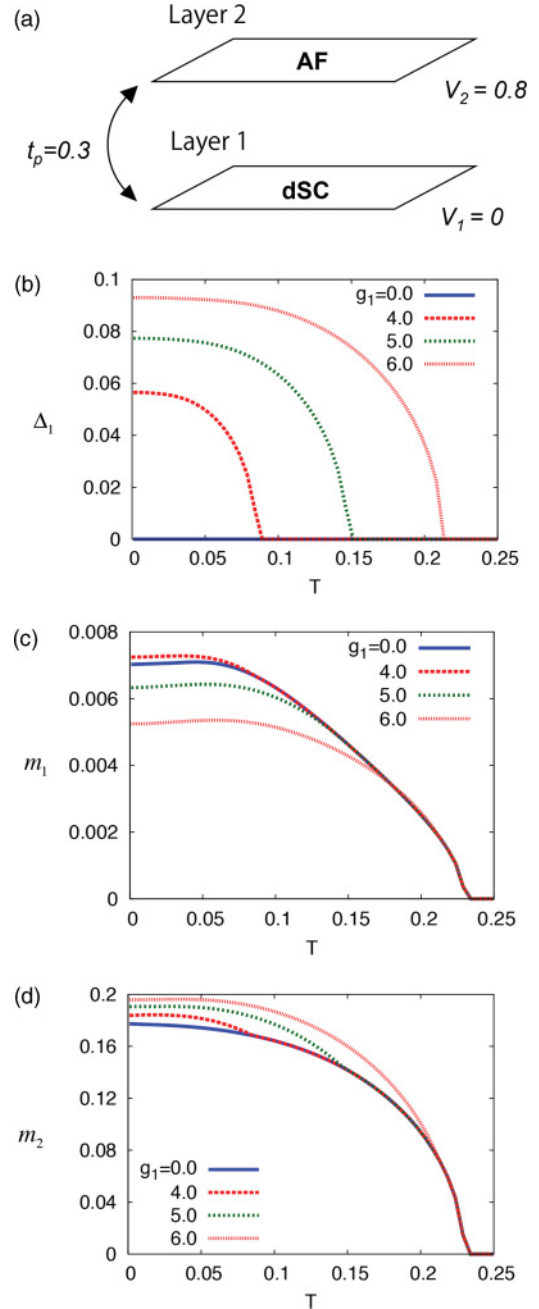 (a)
Layer 2
AF
V₂ = 0.8
tₚ=0.3
Layer 1
dSC
V₁ = 0
(b)
0.1
0.08
0.06
0.04
0.02
0
Δ₁
g₁=0.0
4.0
5.0
6.0
0 0.05 0.1 0.15 0.2 0.25
T
(c)
0.008
0.006
0.004
0.002
0
m₁
g₁=0.0
4.0
5.0
6.0
0 0.05 0.1 0.15 0.2 0.25
T
(d)
0.2
0.16
0.12
0.08
0.04
0
m₂
g₁=0.0
4.0
5.0
6.0
0 0.05 0.1 0.15 0.2 0.25
T